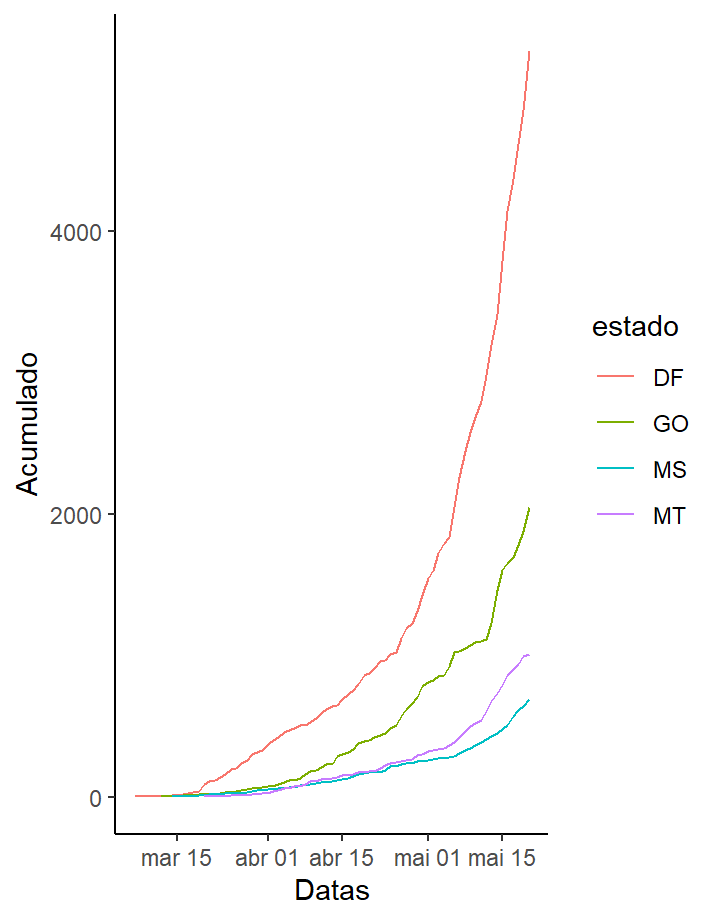 Acumulado
4000
2000
0
mar 15
abr 01
abr 15
mai 01
mai 15
Datas
estado
DF
GO
MS
MT